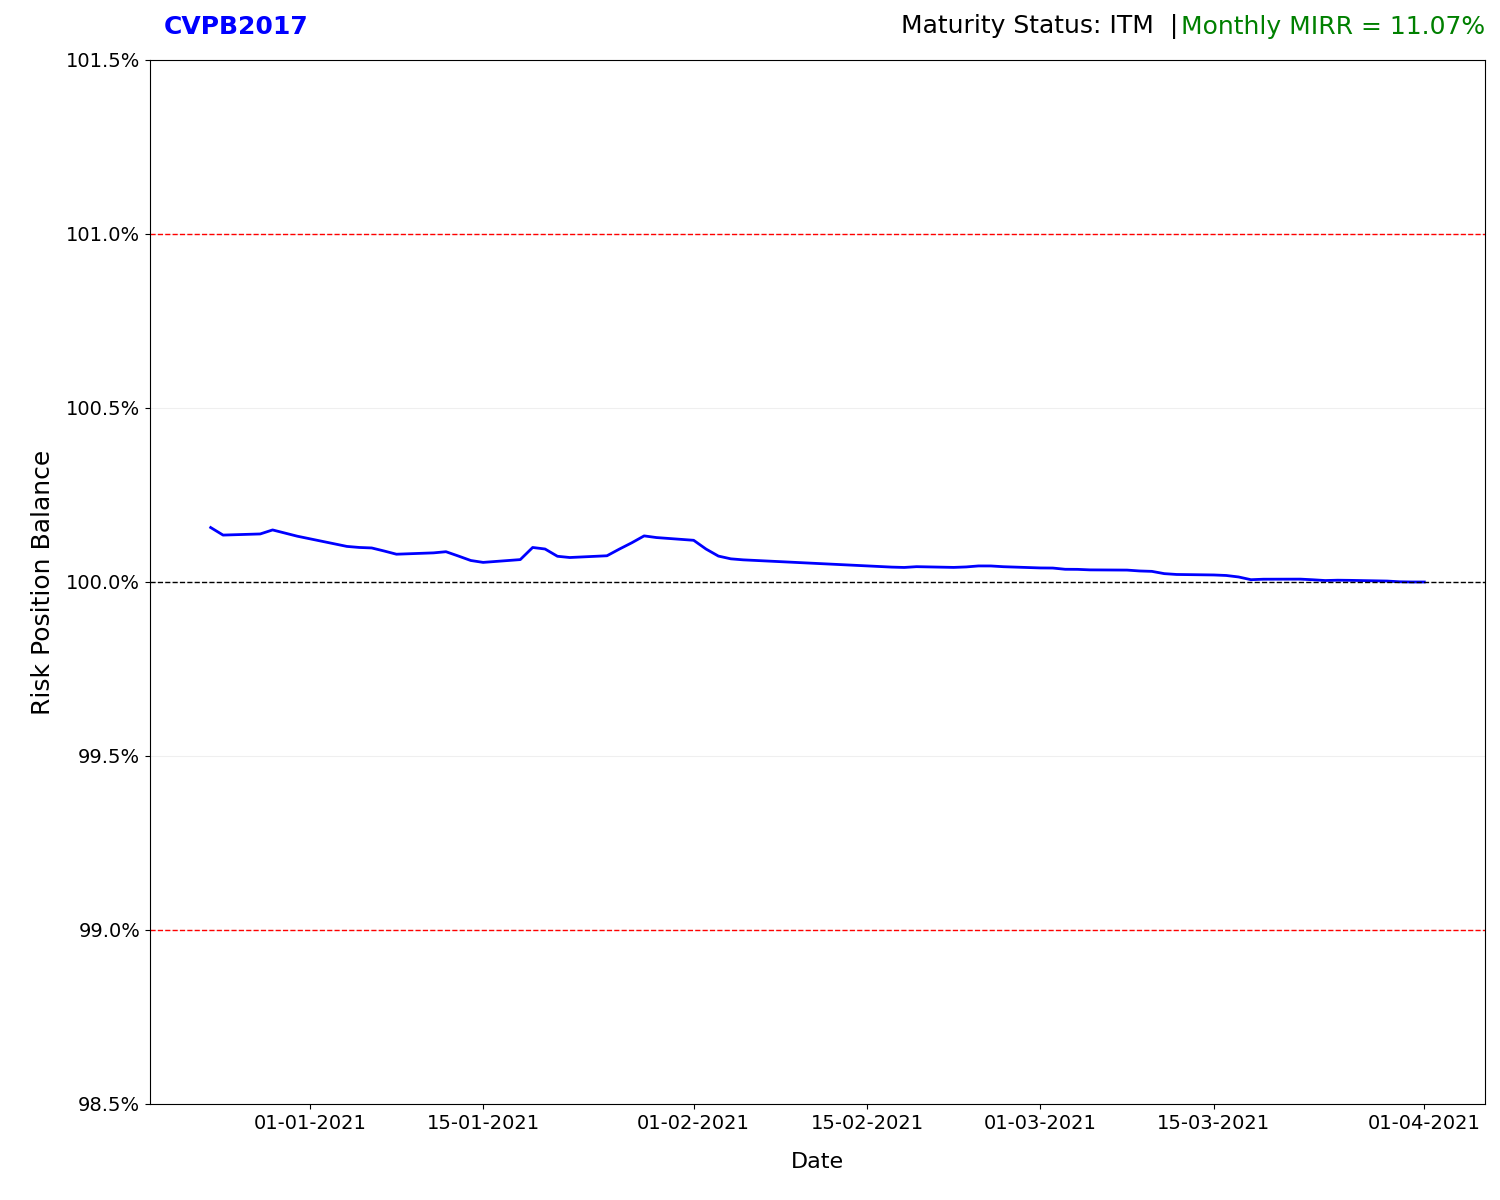 CVPB2017
Maturity Status: ITM | Monthly MIRR = 11.07%
101.5%
101.0%
100.5%
100.0%
99.5%
99.0%
98.5%
Risk Position Balance
01-01-2021 15-01-2021 01-02-2021 15-02-2021 01-03-2021 15-03-2021 01-04-2021
Date